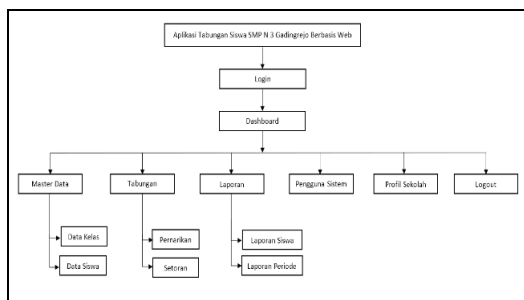 Aplikasi Tabungan Siswa SMP N 3 Gadingrejo Berbasis Web
Login
Dashboard
Master Data
Tabungan
Laporan
Pengguna Sistem
Profil Sekolah
Logout
Data Kelas
Penarikan
Laporan Siswa
Data Siswa
Setoran
Laporan Periode